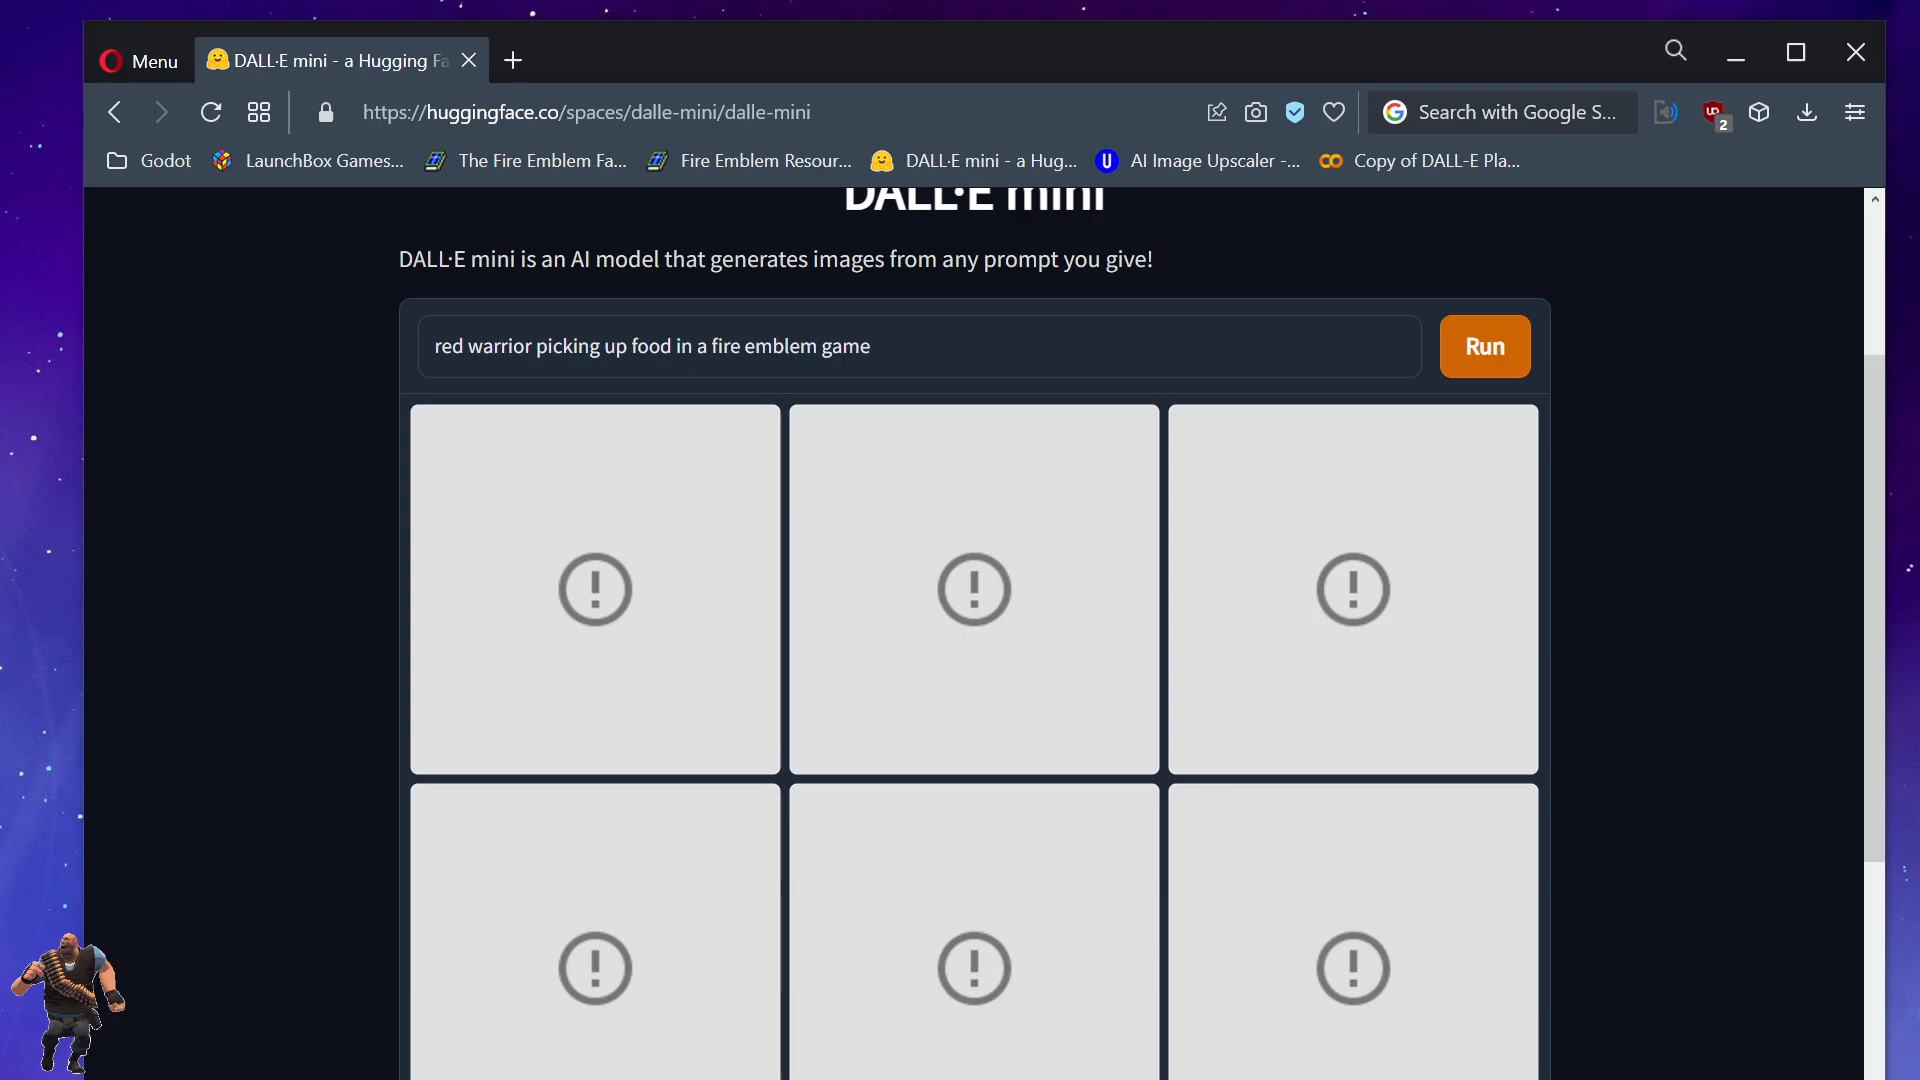 Menu
DALL·E mini - a Hugging Fa
https://huggingface.co/spaces/dalle-mini/dalle-mini
Search with Google S...
2
Godot
LaunchBox Games...
The Fire Emblem Fa...
Fire Emblem Resour...
DALL·E mini - a Hug...
U
AI Image Upscaler -...
Copy of DALL-E Pla...
DALL·E mini
DALL·E mini is an AI model that generates images from any prompt you give!
red warrior picking up food in a fire emblem game
Run